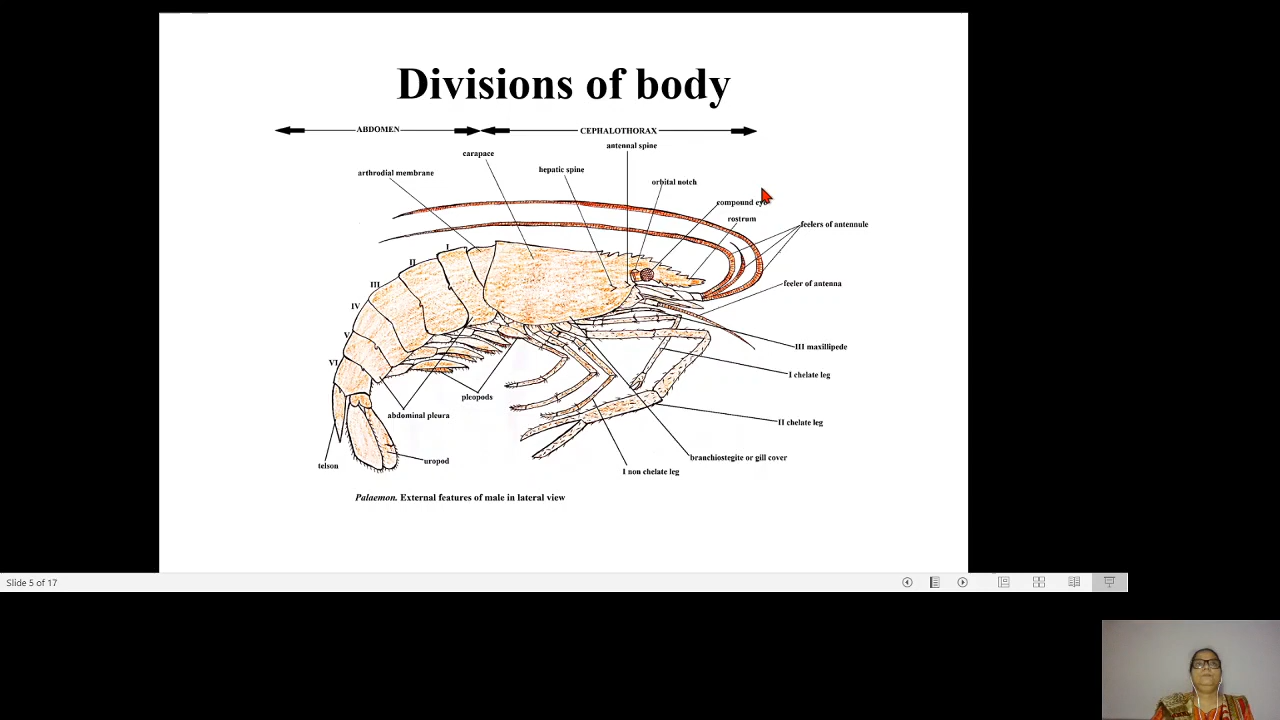 Divisions of body
ABDOMEN
CEPHALOTHORAX
antennal spine
carapace
arthrodial membrane
hepatic spine
orbital notch
compound eye
rostrum
feelers of antennule
I
II
III
IV
V
VI
feeler of antenna
III maxillipede
I chelate leg
pleopods
abdominal pleura
II chelate leg
telson
uropod
branchiostegite or gill cover
I non chelate leg
Palaemon. External features of male in lateral view
Slide 5 of 17